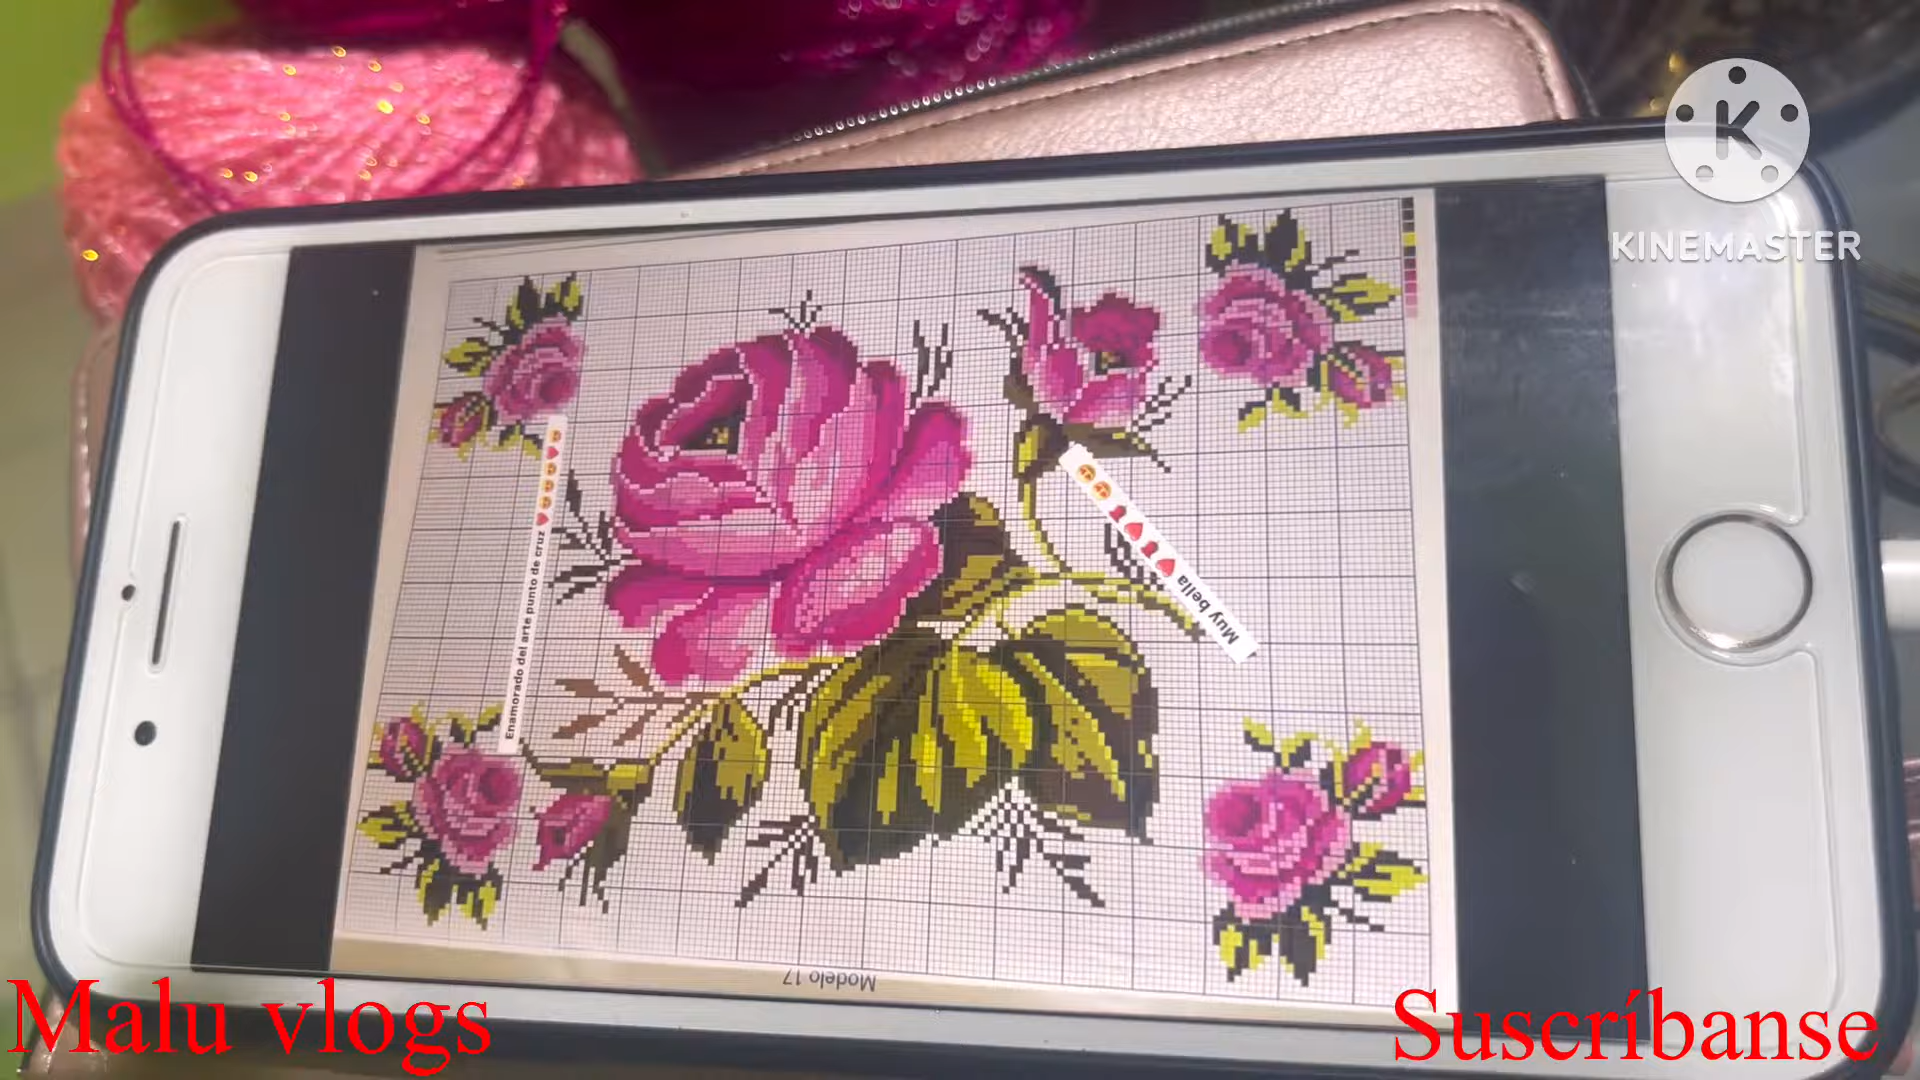 K
KINEMASTER
Enamorado del arte punto de cruz
Muy bella
Modelo 17
Malu vlogs
Suscríbanse